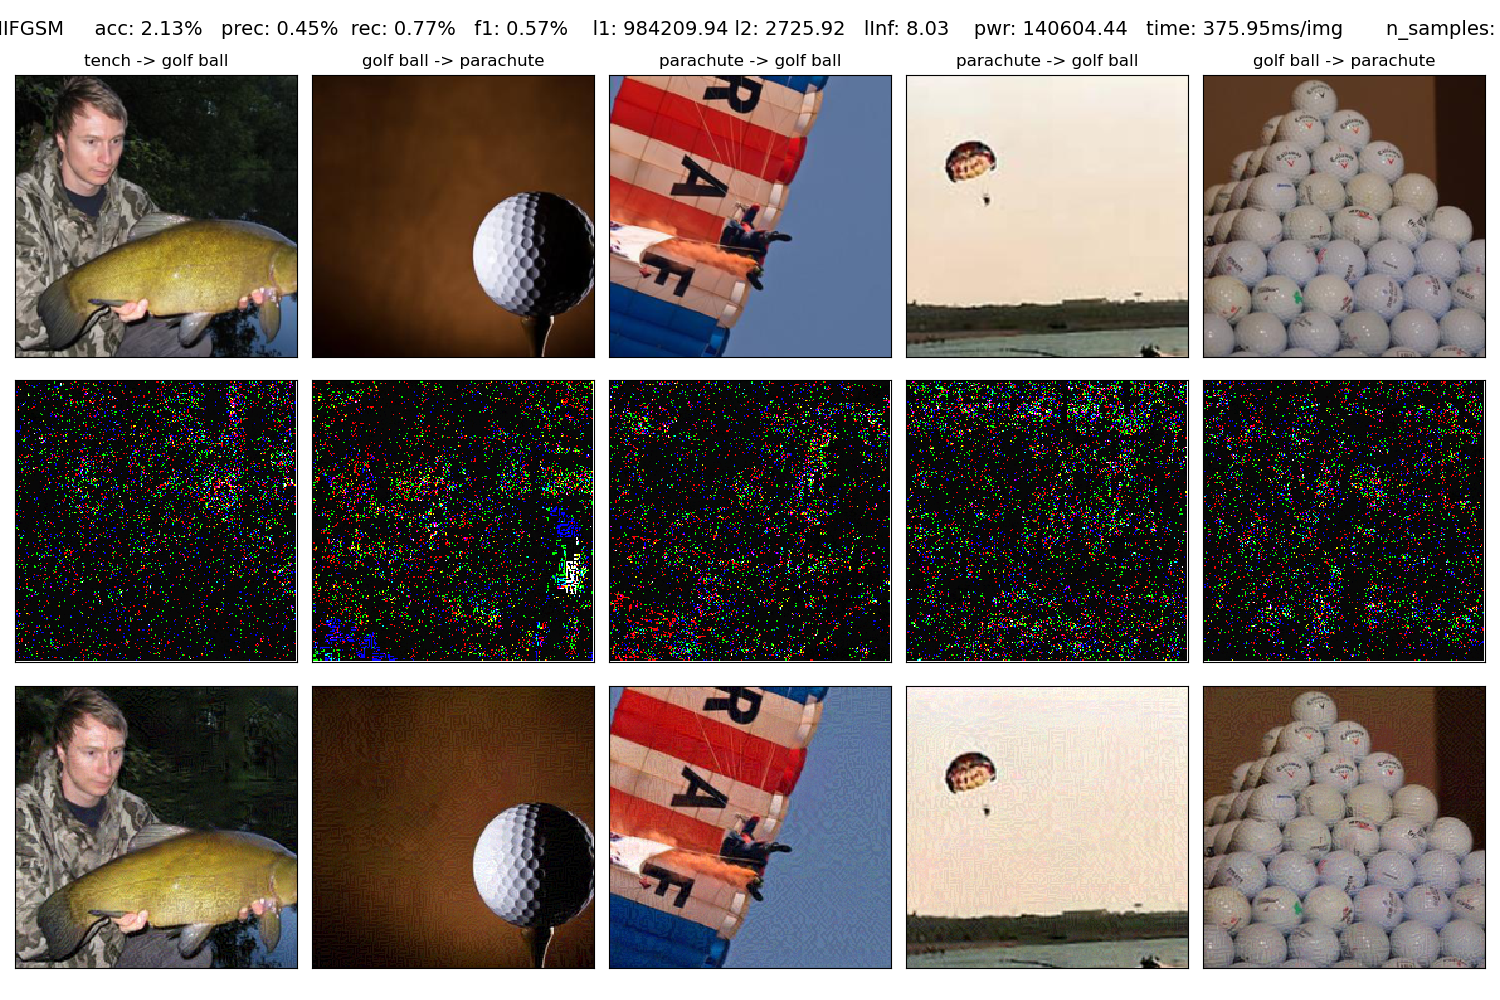 IIFGSM acc: 2.13% prec: 0.45% rec: 0.77% f1: 0.57% l1: 984209.94 l2: 2725.92 lInf: 8.03 pwr: 140604.44 time: 375.95ms/img n_samples:
tench -> golf ball
golf ball -> parachute
parachute -> golf ball
parachute -> golf ball
golf ball -> parachute
R
A
F
R
A
F